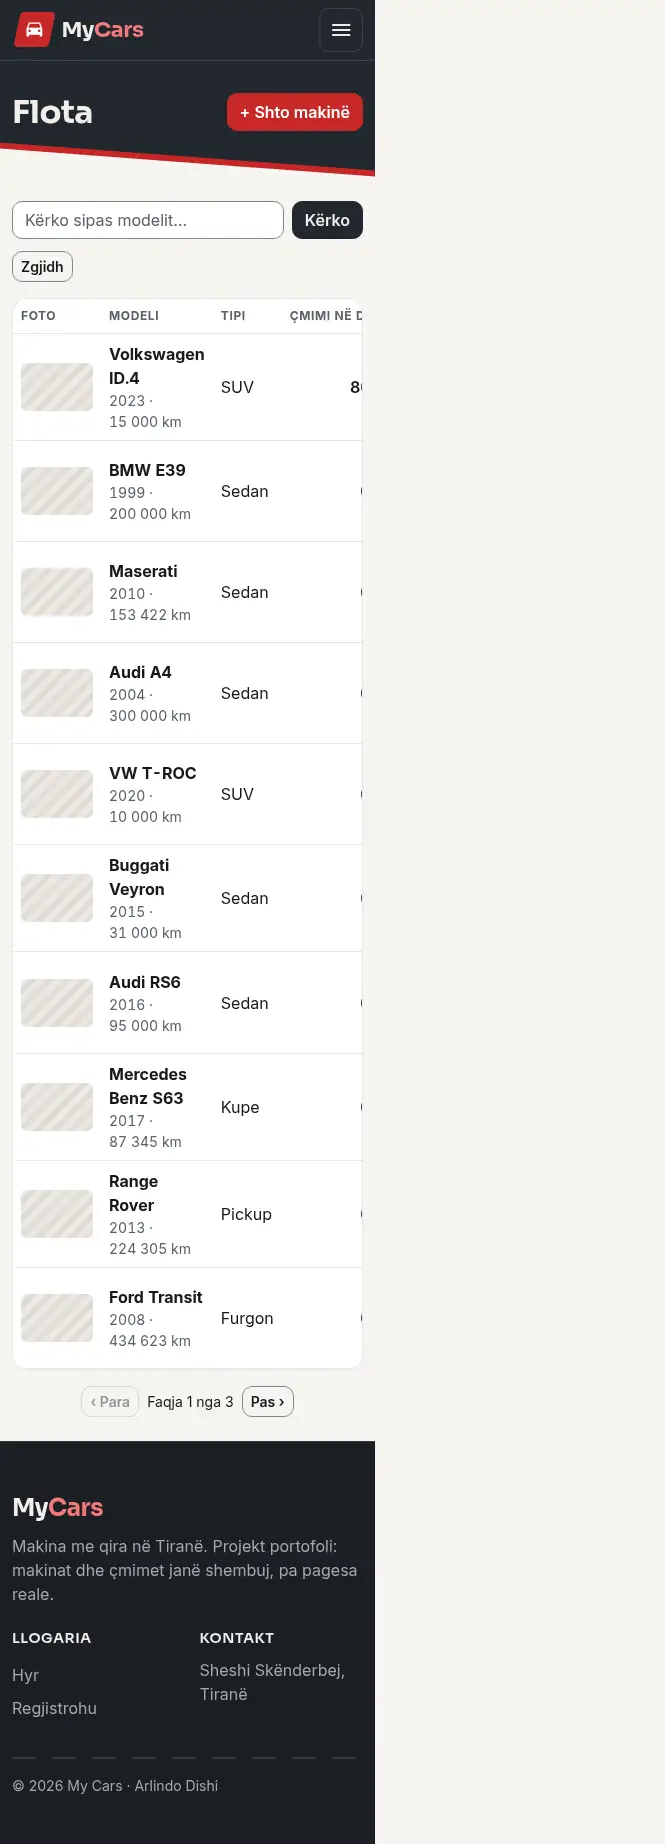 MyCars
Flota
+ Shto makinë
Kërko sipas modelit...
Kërko
Zgjidh
FOTO MODELI TIPI ÇMIMI NË
Volkswagen
ID.4
2023 ·
15 000 km
SUV
BMW E39
1999 ·
200 000 km
Sedan
Maserati
2010 ·
153 422 km
Sedan
Audi A4
2004 ·
300 000 km
Sedan
VW T-ROC
2020 ·
10 000 km
SUV
Buggati
Veyron
2015 ·
31 000 km
Sedan
Audi RS6
2016 ·
95 000 km
Sedan
Mercedes
Benz S63
2017 ·
87 345 km
Kupe
Range
Rover
2013 ·
224 305 km
Pickup
Ford Transit
2008 ·
434 623 km
Furgon
‹ Para Faqja 1 nga 3 Pas ›
MyCars
Makina me qira në Tiranë. Projekt portofoli:
makinat dhe çmimet janë shembuj, pa pagesa
reale.
LLOGARIA
Hyr
Regjistrohu
KONTAKT
Sheshi Skënderbej,
Tiranë
© 2026 My Cars · Arlindo Dishi